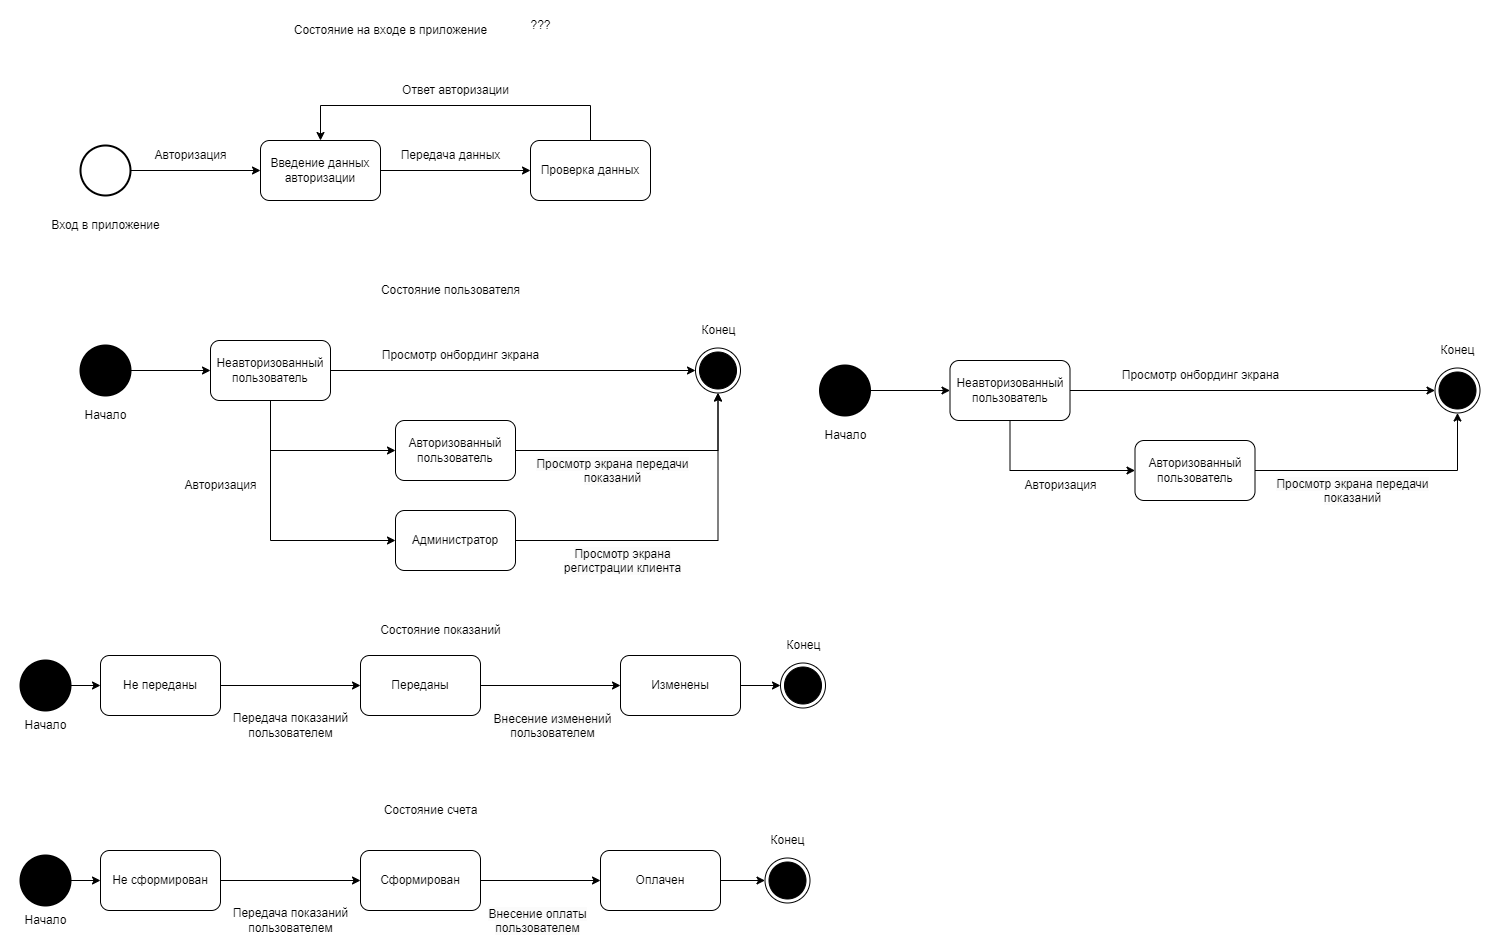 Состояние на входе в приложение
???
Ответ авторизации
Авторизация
Введение данных
авторизации
Передача данных
Проверка данных
Вход в приложение
Состояние пользователя
Конец
Неавторизованный
пользователь
Просмотр онбординг экрана
Начало
Авторизованный
пользователь
Просмотр экрана передачи
показаний
Авторизация
Администратор
Просмотр экрана
регистрации клиента
Конец
Неавторизованный
пользователь
Просмотр онбординг экрана
Начало
Авторизованный
пользователь
Авторизация
Просмотр экрана передачи
показаний
Состояние показаний
Конец
Не переданы
Переданы
Изменены
Начало
Передача показаний
пользователем
Внесение изменений
пользователем
Состояние счета
Конец
Не сформирован
Сформирован
Оплачен
Начало
Передача показаний
пользователем
Внесение оплаты
пользователем